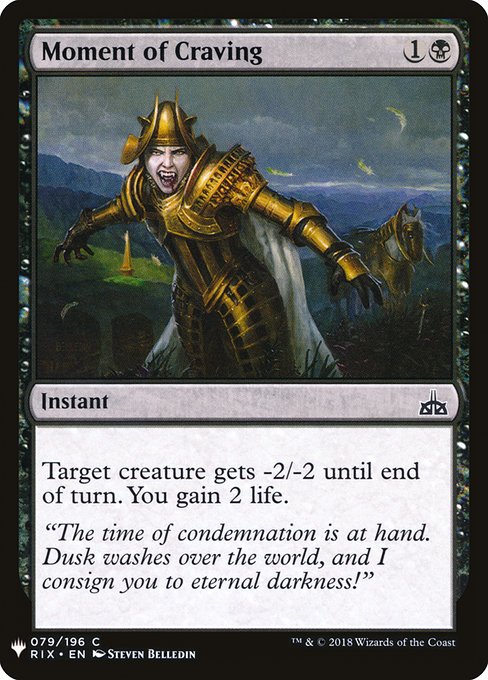 Moment of Craving 1
Instant
Target creature gets -2/-2 until end
of turn. You gain 2 life.
“The time of condemnation is at hand.
Dusk washes over the world, and I
consign you to eternal darkness!”
079/196 C
RIX • EN Steven Belledin
™ & © 2018 Wizards of the Coast